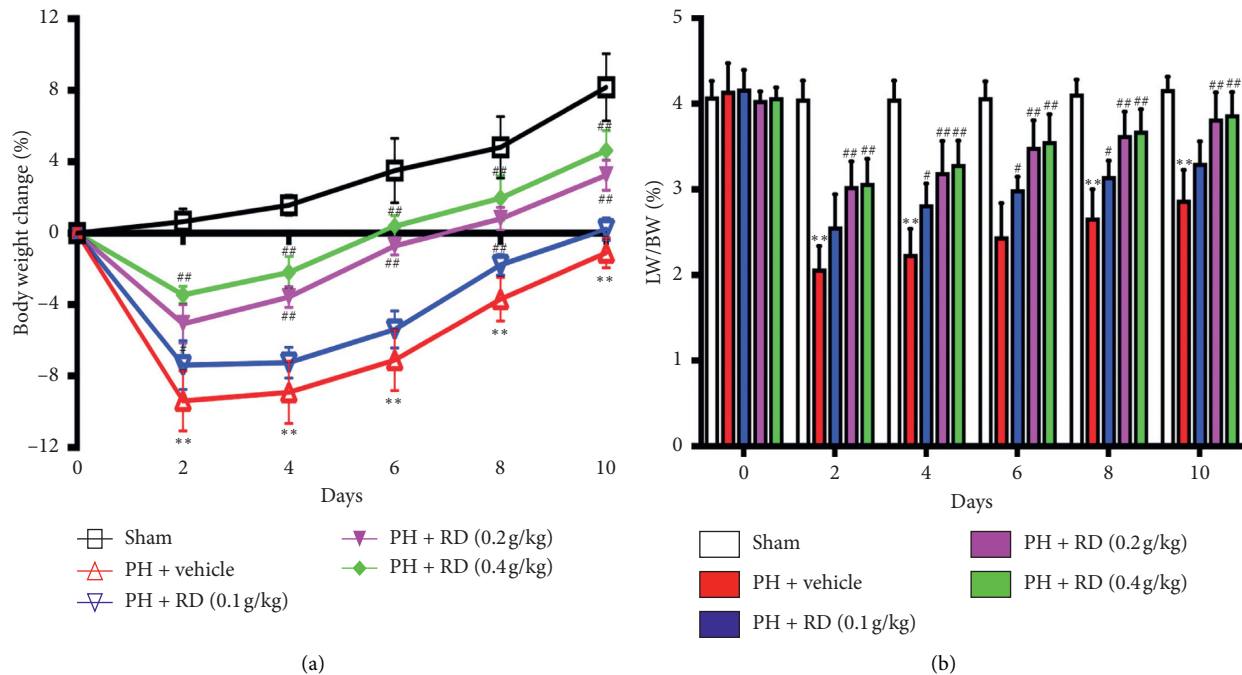 12
8
4
0
−4
−8
−12
Body weight change (%)
##
##
##
##
##
##
##
##
##
#
**
**
**
**
**
0 2 4 6 8 10
Days
Sham
PH + vehicle
PH + RD (0.1 g/kg)
PH + RD (0.2 g/kg)
PH + RD (0.4 g/kg)
(a)
5
4
3
2
1
0
LW/BW (%)
** ## ##
** # ## ##
# ## ##
** # ## ##
** ## ##
0 2 4 6 8 10
Days
Sham
PH + vehicle
PH + RD (0.1 g/kg)
PH + RD (0.2 g/kg)
PH + RD (0.4 g/kg)
(b)